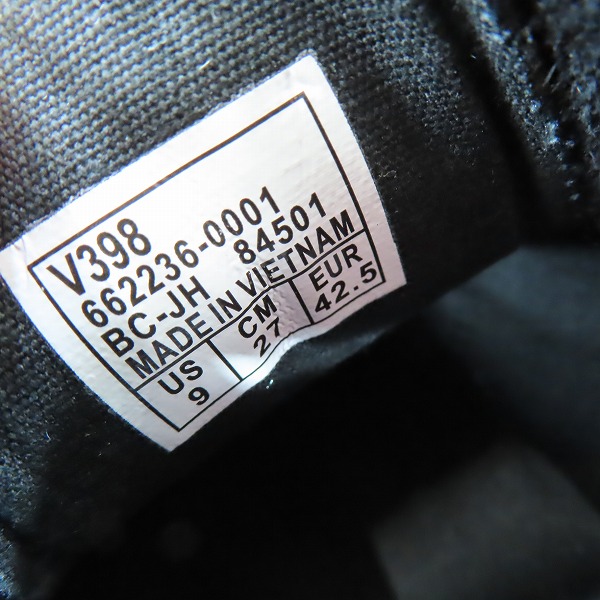 V398
662236-0001
BC-JH 84501
MADE IN VIETNAM
US CM EUR
9 27 42.5